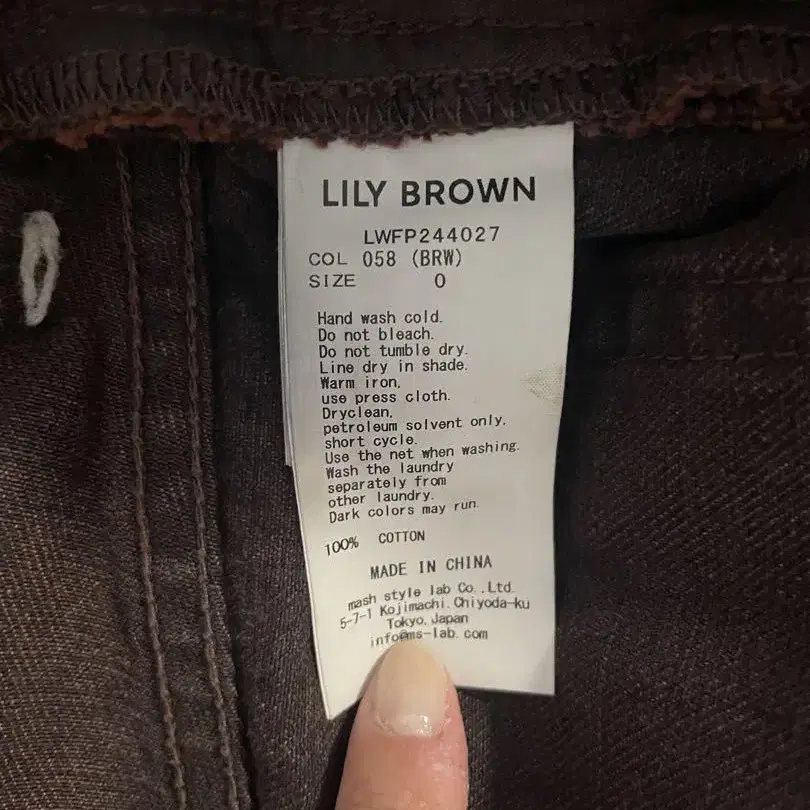 LILY BROWN
LWFP244027
COL 058 (BRW)
SIZE 0
Hand wash cold.
Do not bleach.
Do not tumble dry.
Line dry in shade.
Warm iron,
use press cloth.
Dryclean,
petroleum solvent only,
short cycle.
Use the net when washing.
Wash the laundry
separately from
other laundry.
Dark colors may run.
100% COTTON
MADE IN CHINA
mash style lab Co.,Ltd.
5-7-1 Kojimachi,Chiyoda-ku
Tokyo,Japan
info@ms-lab.com